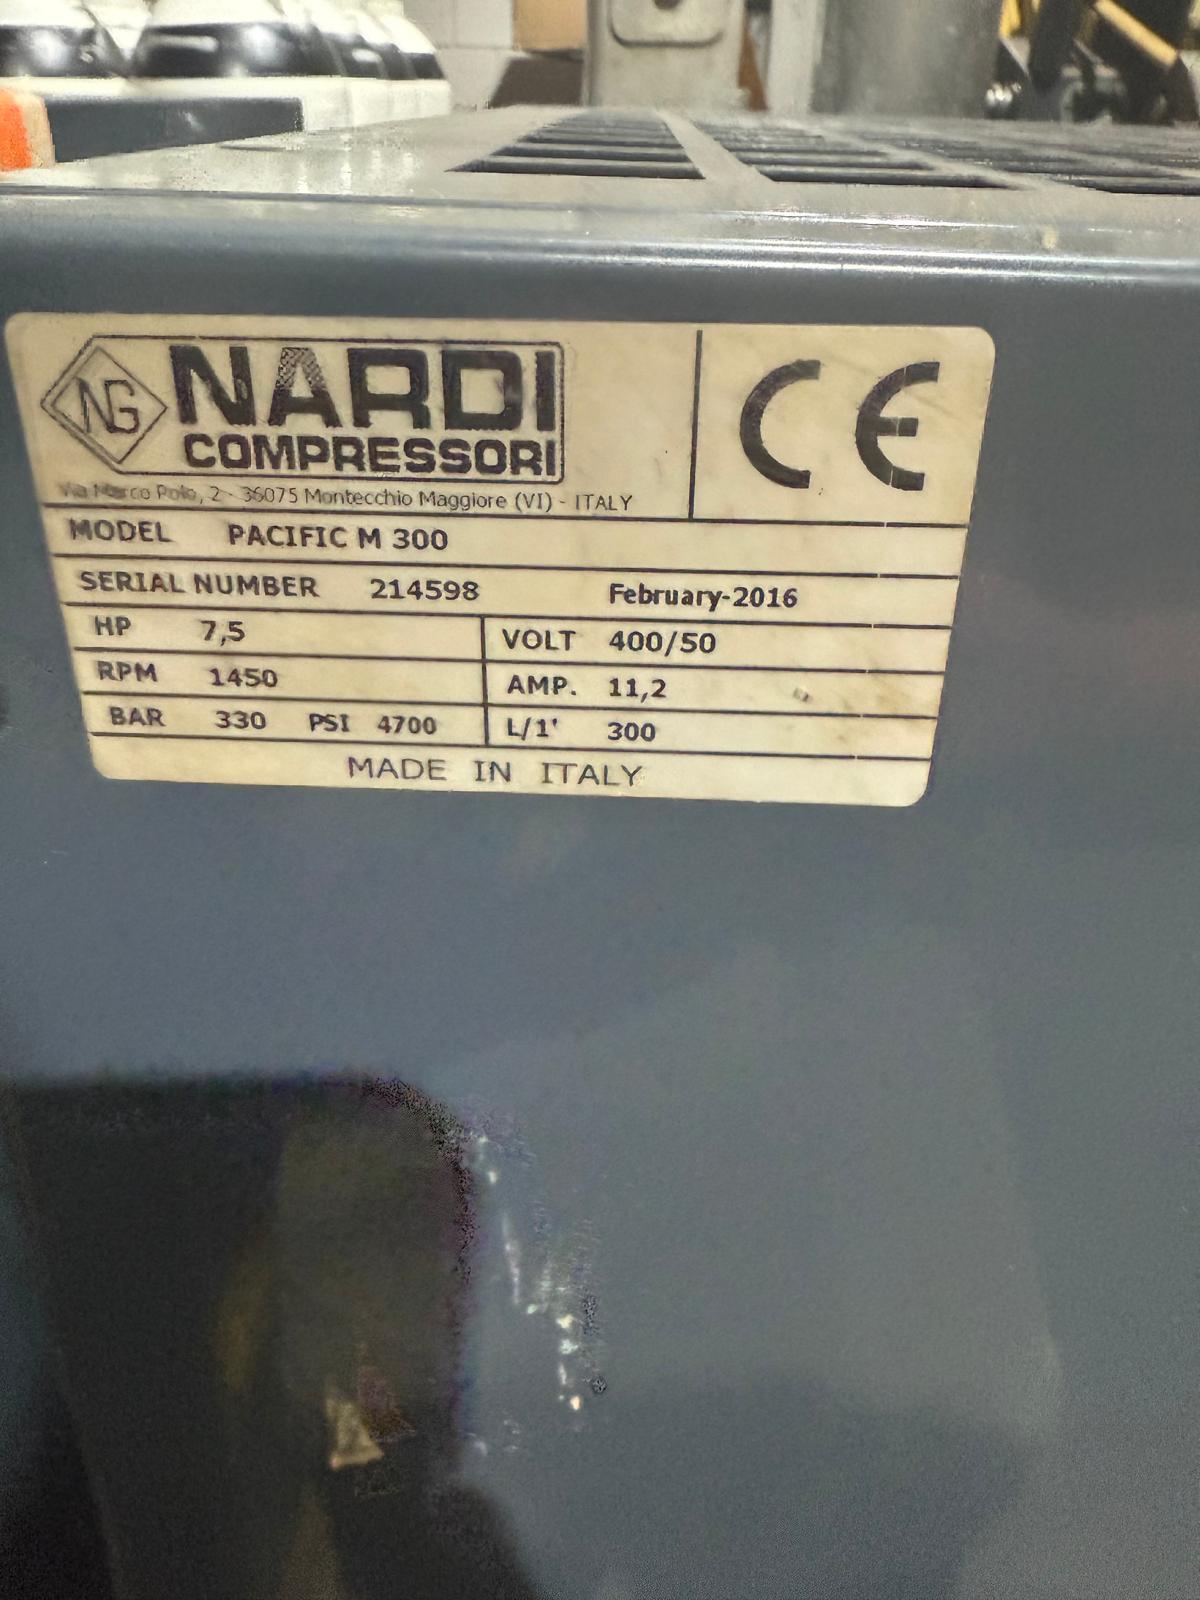 NG NARDI
COMPRESSORI
CE
Via Marco Polo, 2 - 36075 Montecchio Maggiore (VI) - ITALY
MODEL PACIFIC M 300
SERIAL NUMBER 214598 February-2016
HP 7,5 VOLT 400/50
RPM 1450 AMP. 11,2
BAR 330 PSI 4700 L/1' 300
MADE IN ITALY